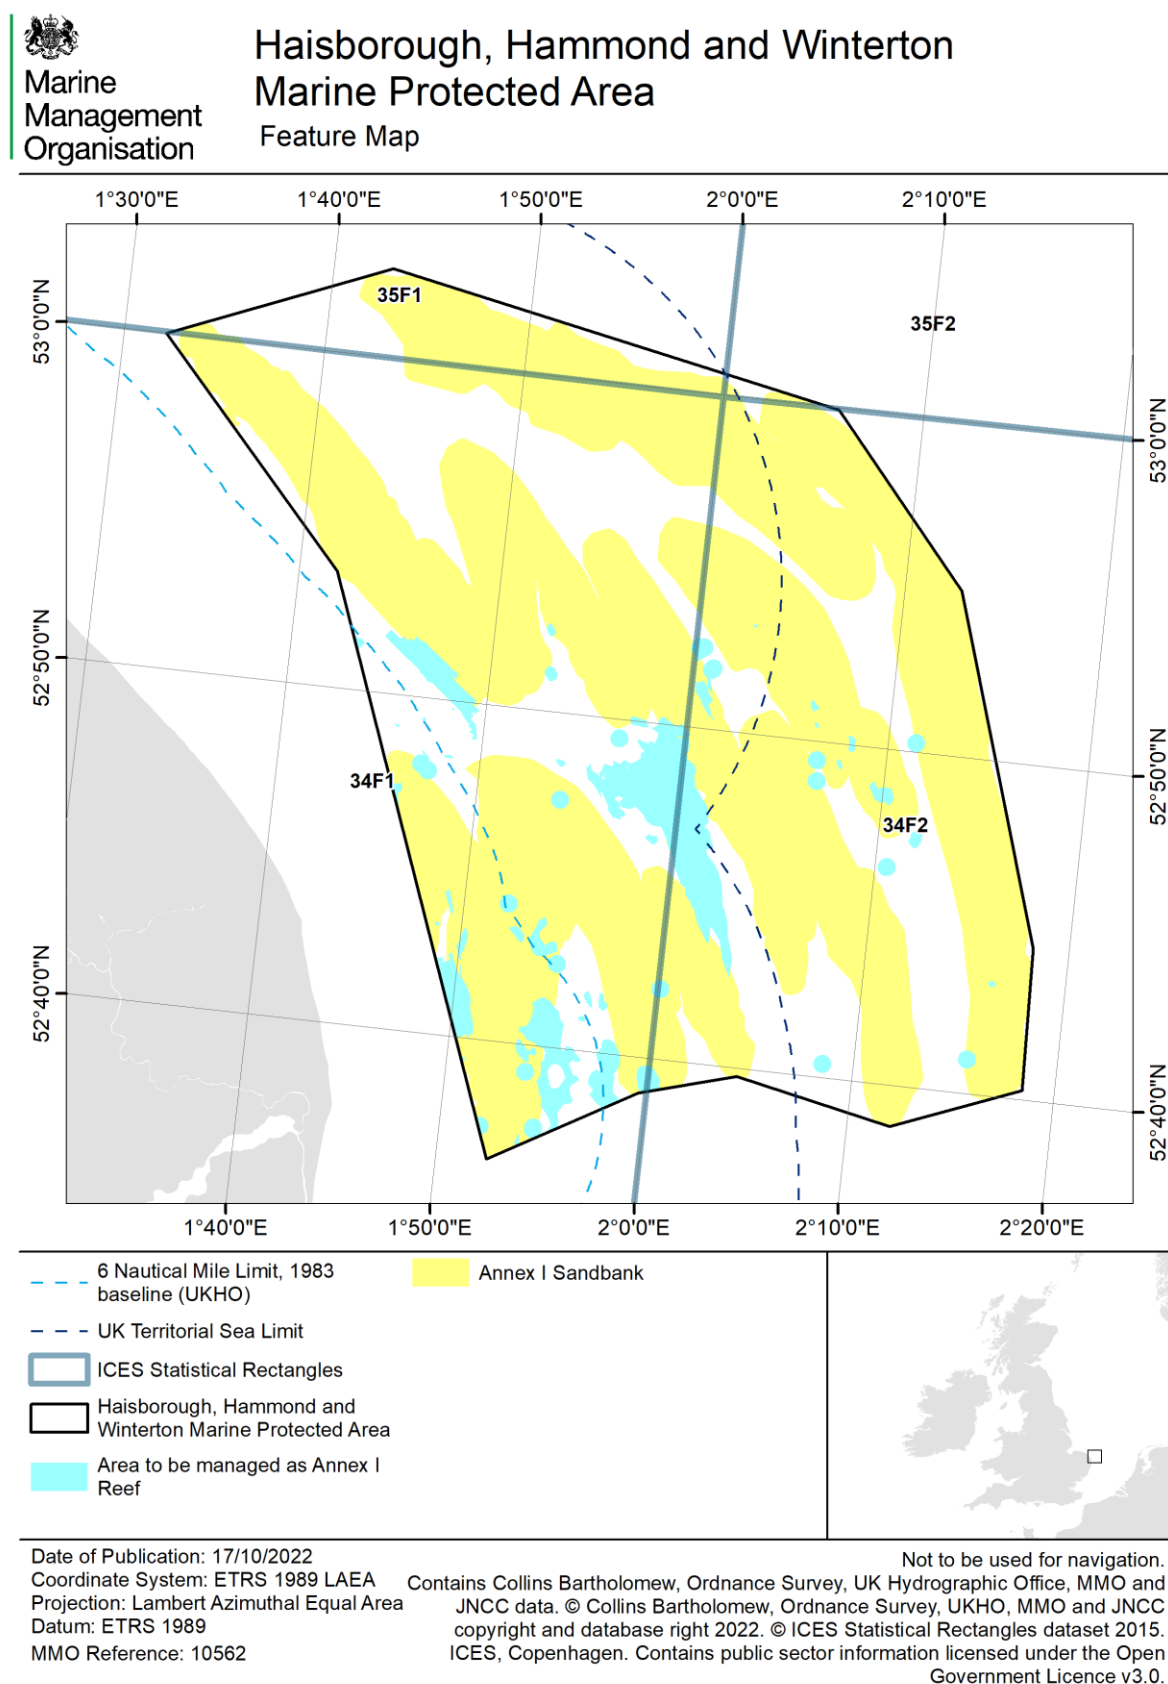 Marine
Management
Organisation
Haisborough, Hammond and Winterton
Marine Protected Area
Feature Map
1°30'0"E
1°40'0"E
1°50'0"E
2°0'0"E
2°10'0"E
53°0'0"N
52°50'0"N
52°40'0"N
35F1
35F2
34F1
34F2
53°0'0"N
52°50'0"N
52°40'0"N
1°40'0"E
1°50'0"E
2°0'0"E
2°10'0"E
2°20'0"E
6 Nautical Mile Limit, 1983
baseline (UKHO)
UK Territorial Sea Limit
ICES Statistical Rectangles
Haisborough, Hammond and
Winterton Marine Protected Area
Area to be managed as Annex I
Reef
Annex I Sandbank
Date of Publication: 17/10/2022
Coordinate System: ETRS 1989 LAEA
Projection: Lambert Azimuthal Equal Area
Datum: ETRS 1989
MMO Reference: 10562
Not to be used for navigation.
Contains Collins Bartholomew, Ordnance Survey, UK Hydrographic Office, MMO and
JNCC data. © Collins Bartholomew, Ordnance Survey, UKHO, MMO and JNCC
copyright and database right 2022. © ICES Statistical Rectangles dataset 2015.
ICES, Copenhagen. Contains public sector information licensed under the Open
Government Licence v3.0.